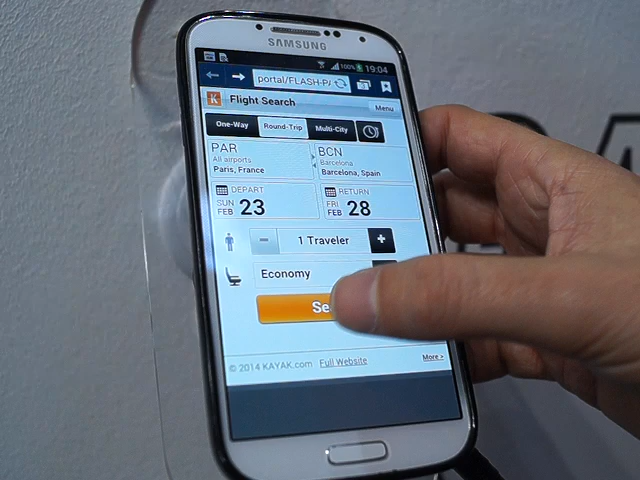 SAMSUNG
100% 19:04
portal/FLASH-PA
K Flight Search Menu
One-Way Round-Trip Multi-City
PAR
All airports
Paris, France
BCN
Barcelona
Barcelona, Spain
DEPART
SUN
FEB 23
RETURN
FRI
FEB 28
1 Traveler
Economy
Se
© 2014 KAYAK.com Full Website More >